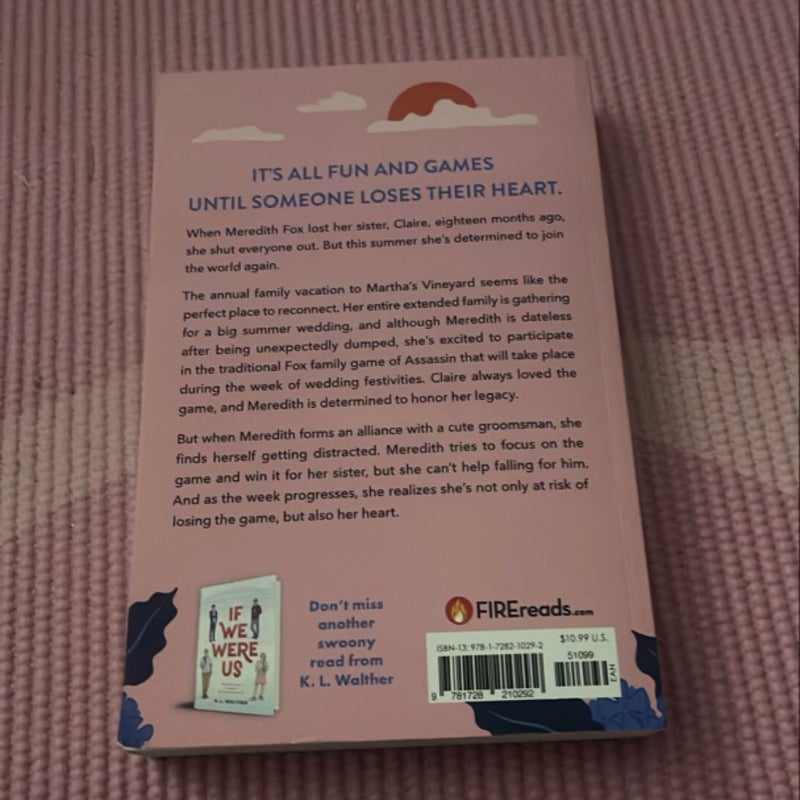 IT'S ALL FUN AND GAMES
UNTIL SOMEONE LOSES THEIR HEART.
When Meredith Fox lost her sister, Claire, eighteen months ago,
she shut everyone out. But this summer she's determined to join
the world again.
The annual family vacation to Martha's Vineyard seems like the
perfect place to reconnect. Her entire extended family is gathering
for a big summer wedding, and although Meredith is dateless
after being unexpectedly dumped, she's excited to participate
in the traditional Fox family game of Assassin that will take place
during the week of wedding festivities. Claire always loved the
game, and Meredith is determined to honor her legacy.
But when Meredith forms an alliance with a cute groomsman, she
finds herself getting distracted. Meredith tries to focus on the
game and win it for her sister, but she can't help falling for him.
And as the week progresses, she realizes she's not only at risk of
losing the game, but also her heart.
IF
WE
WERE
US
K. L. WALTHER
Don't miss
another
swoony
read from
K. L. Walther
FIREreads.com
ISBN-13: 978-1-7282-1029-2
$10.99 U.S.
51099
EAN
9 781728 210292